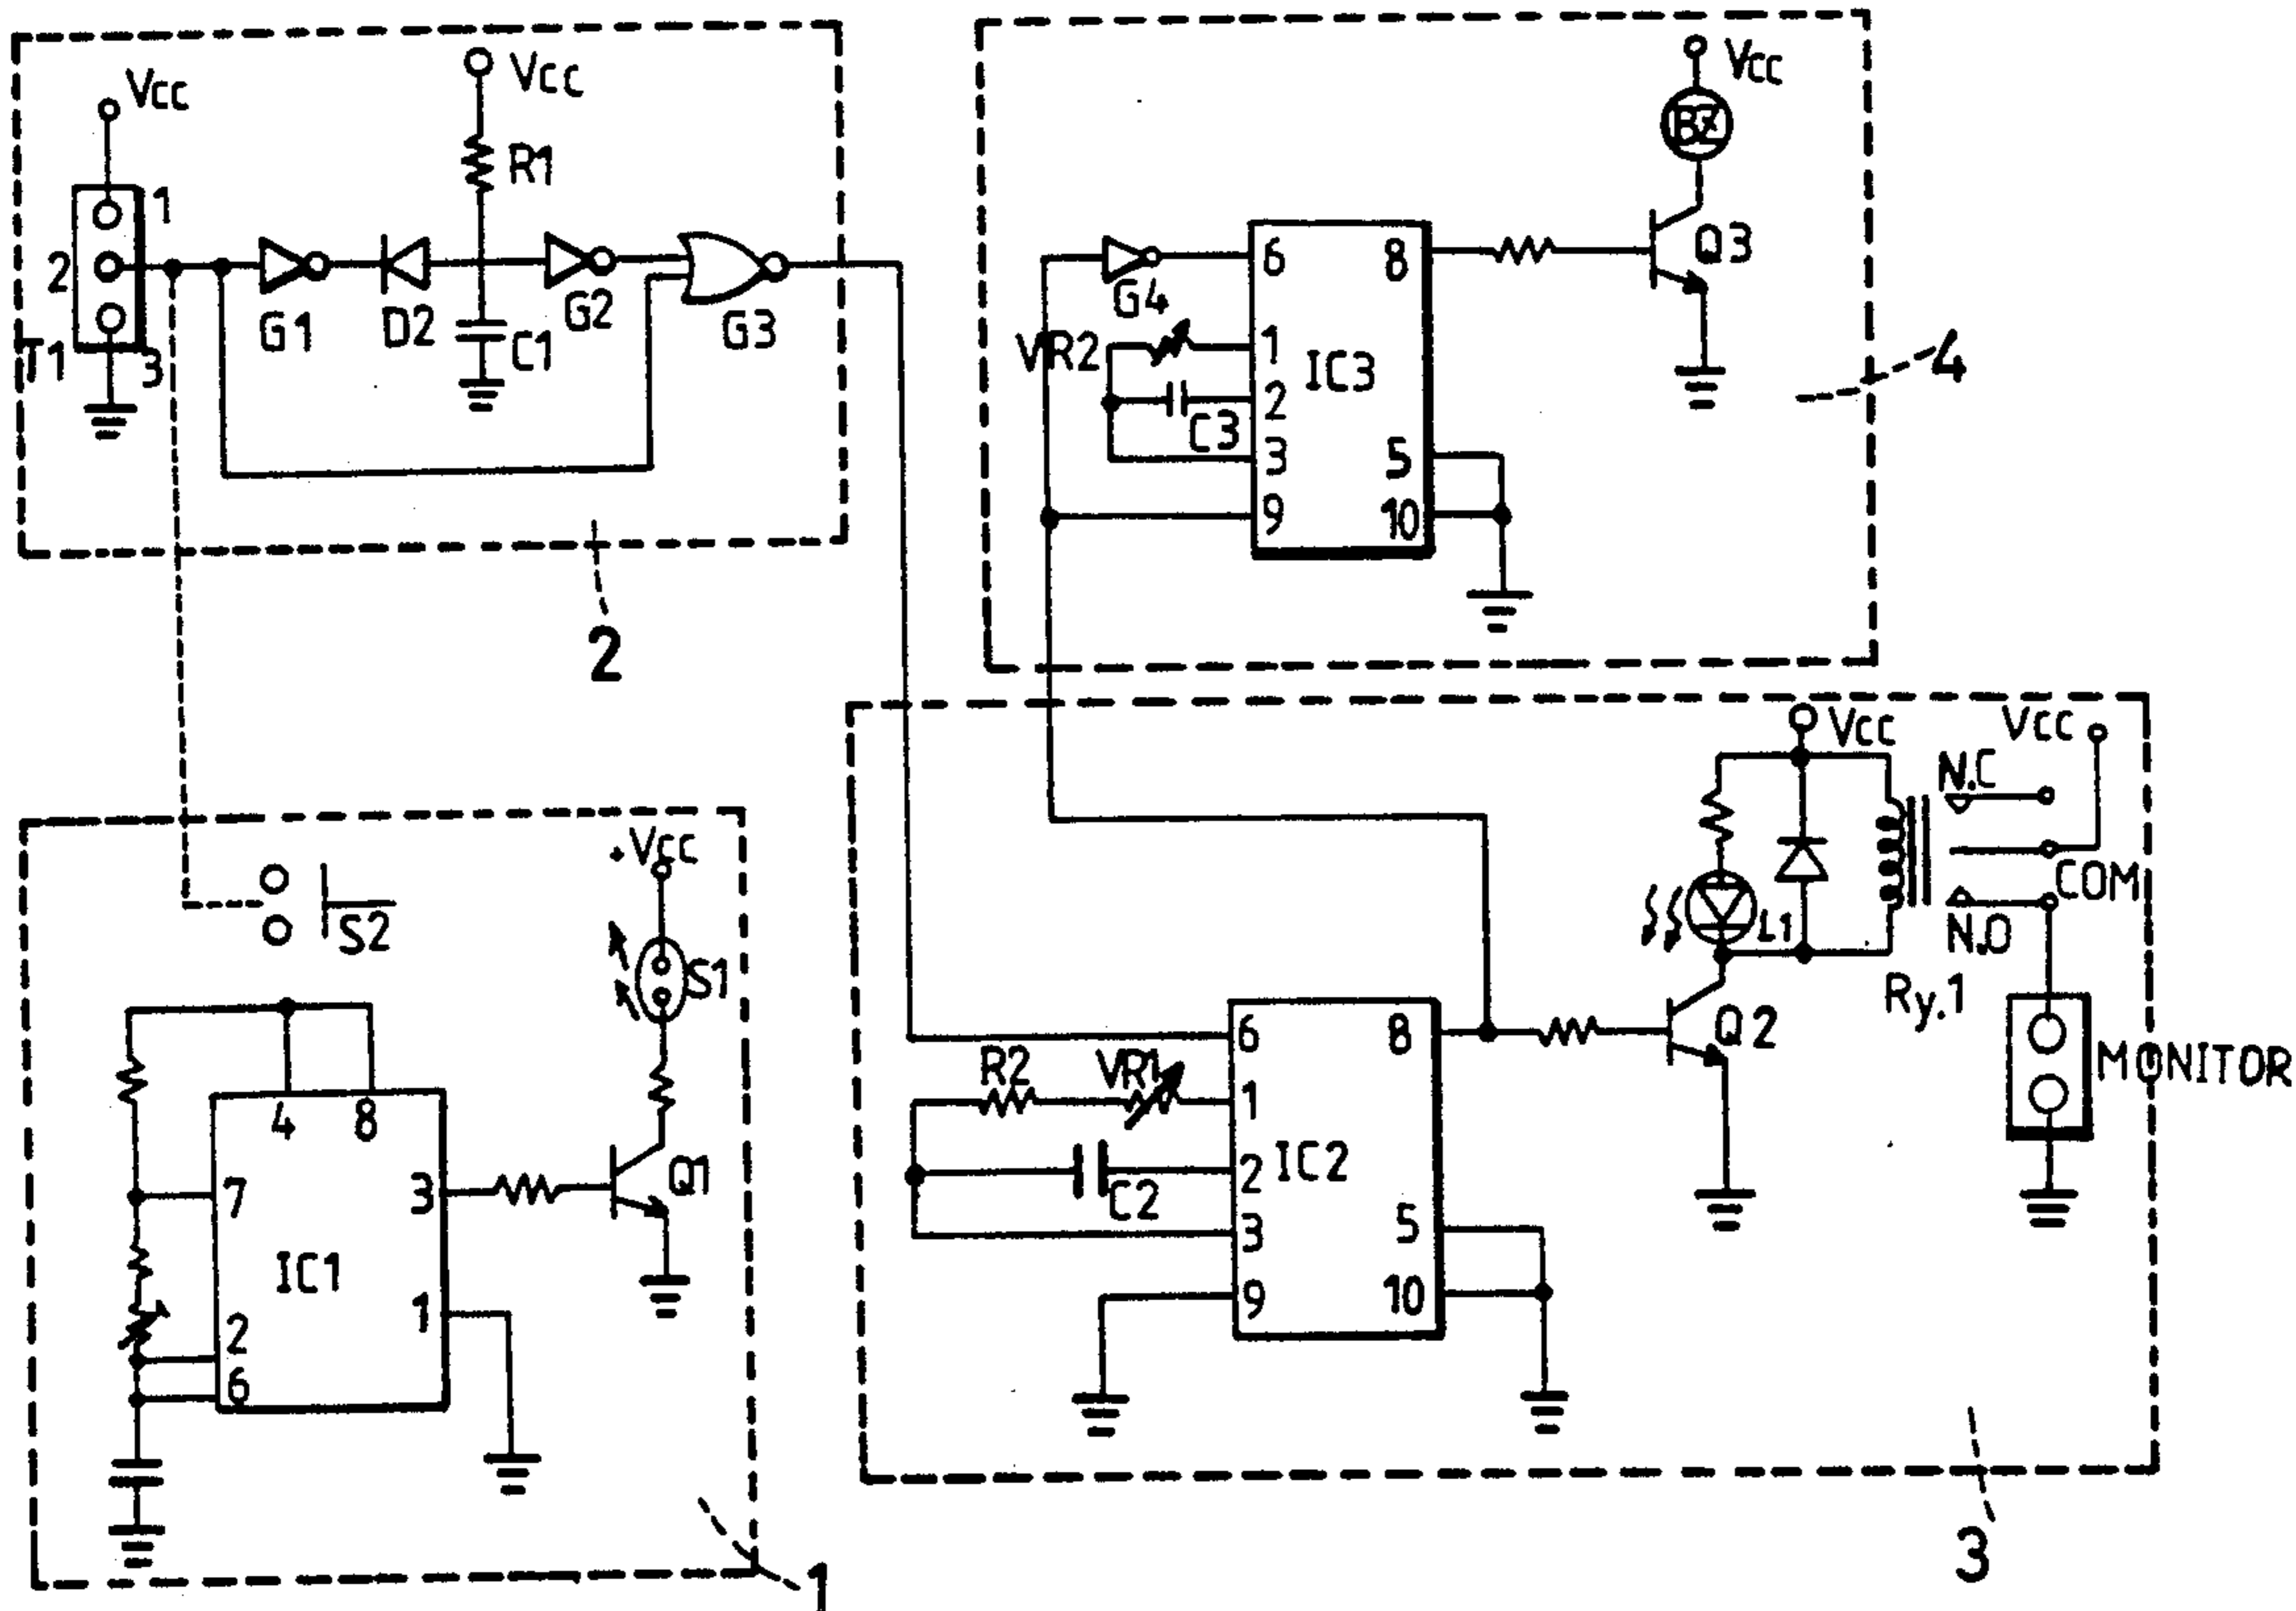 Vcc
Vcc
R1
1
2
3
T1
G1
D2
C1
G2
G3
2
Vcc
BZ
Q3
G4
6
8
VR2
1
IC3
2
C3
3
5
9
10
4
S2
+Vcc
S1
4
8
7
3
Q1
IC1
1
2
6
1
Vcc
Vcc
N.C
COM
L1
N.O
Ry.1
6
8
Q2
MONITOR
R2
VR1
1
IC2
2
C2
3
5
9
10
3